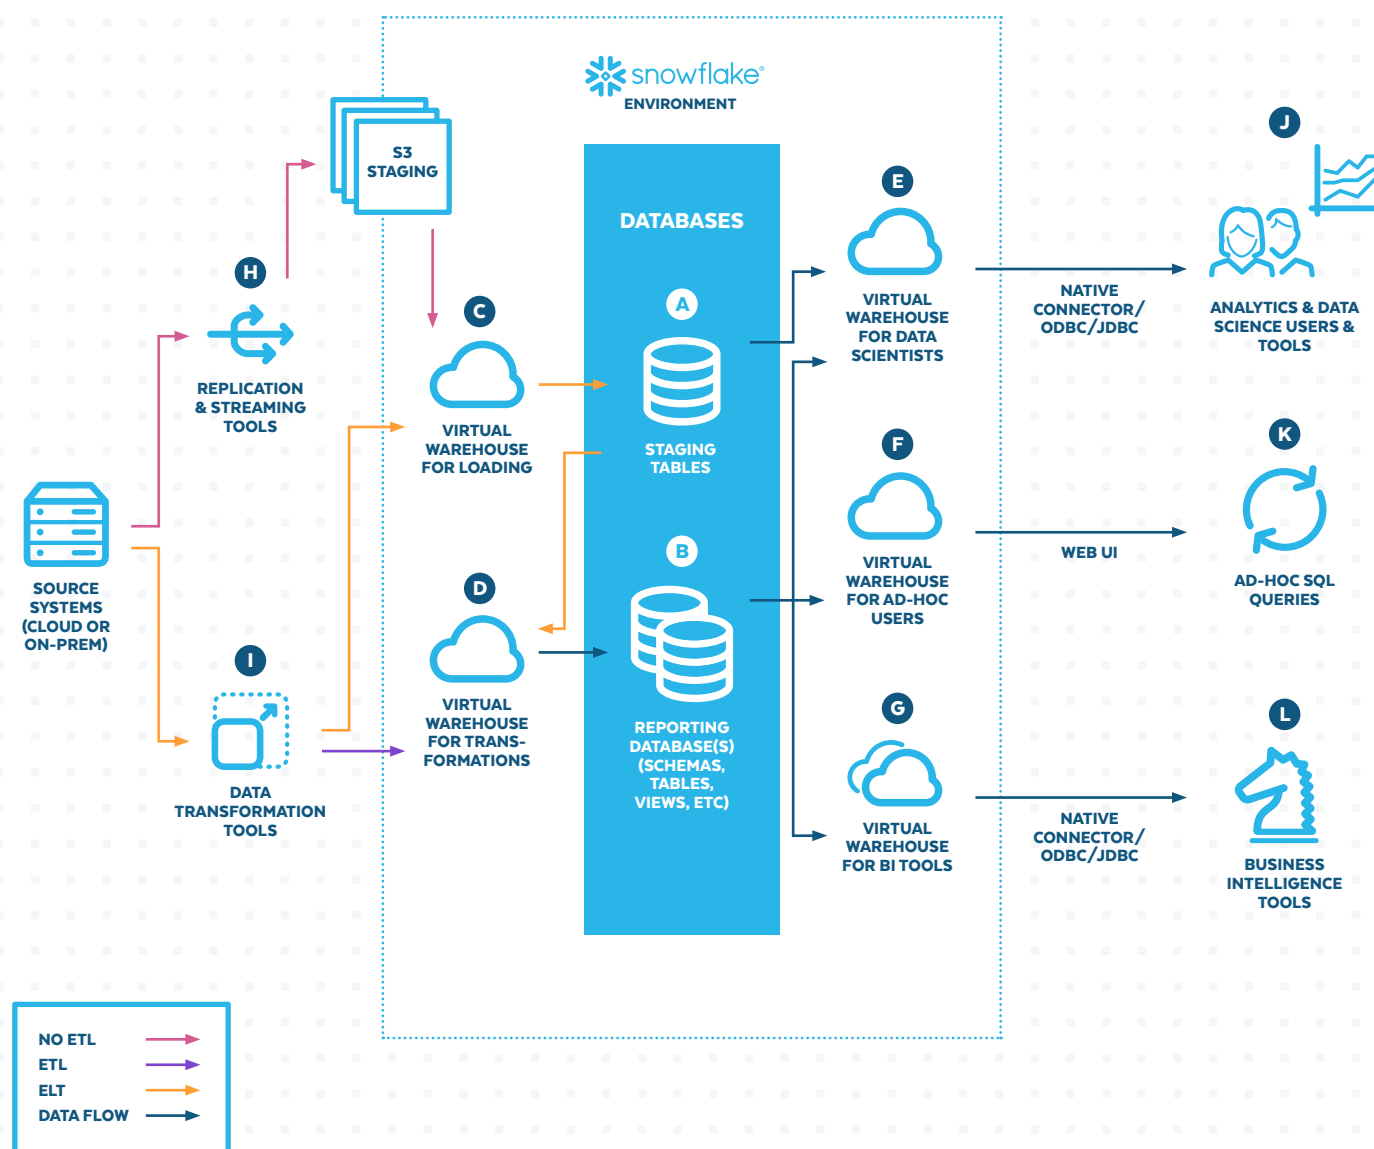 snowflake®
ENVIRONMENT
S3
STAGING
DATABASES
H
REPLICATION
& STREAMING
TOOLS
SOURCE
SYSTEMS
(CLOUD OR
ON-PREM)
I
DATA
TRANSFORMATION
TOOLS
C
VIRTUAL
WAREHOUSE
FOR LOADING
D
VIRTUAL
WAREHOUSE
FOR TRANS-
FORMATIONS
A
STAGING
TABLES
B
REPORTING
DATABASE(S)
(SCHEMAS,
TABLES,
VIEWS, ETC)
E
VIRTUAL
WAREHOUSE
FOR DATA
SCIENTISTS
F
VIRTUAL
WAREHOUSE
FOR AD-HOC
USERS
G
VIRTUAL
WAREHOUSE
FOR BI TOOLS
NATIVE
CONNECTOR/
ODBC/JDBC
WEB UI
NATIVE
CONNECTOR/
ODBC/JDBC
J
ANALYTICS & DATA
SCIENCE USERS &
TOOLS
K
AD-HOC SQL
QUERIES
L
BUSINESS
INTELLIGENCE
TOOLS
NO ETL
ETL
ELT
DATA FLOW